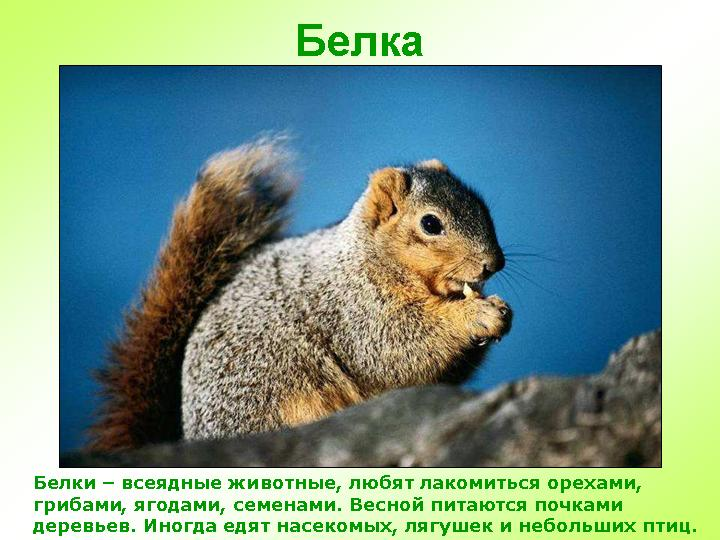 Белка
Белки – всеядные животные, любят лакомиться орехами,
грибами, ягодами, семенами. Весной питаются почками
деревьев. Иногда едят насекомых, лягушек и небольших птиц.